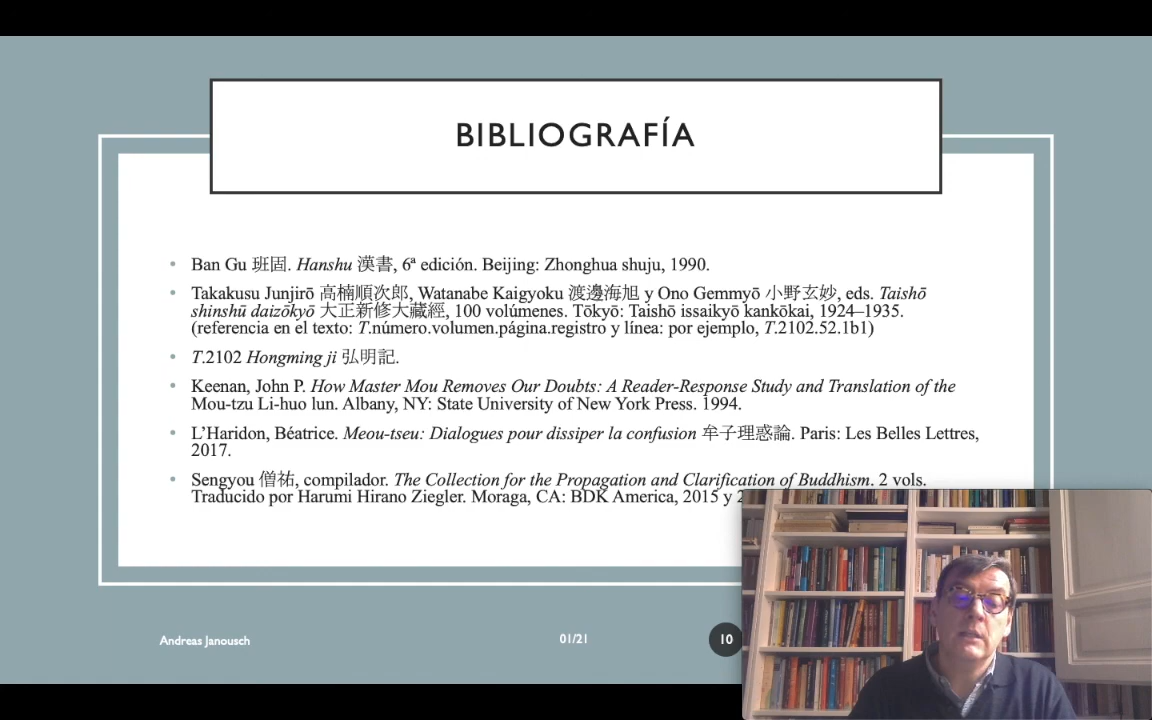 BIBLIOGRAFÍA
• Ban Gu 班固. Hanshu 漢書, 6ª edición. Beijing: Zhonghua shuju, 1990.
• Takakusu Junjirō 高楠順次郎, Watanabe Kaigyoku 渡邊海旭 y Ono Gemmyō 小野玄妙, eds. Taishō
shinshū daizōkyō 大正新修大藏經, 100 volúmenes. Tōkyō: Taishō issaikyō kankōkai, 1924–1935.
(referencia en el texto: T.número.volumen.página.registro y línea: por ejemplo, T.2102.52.1b1)
• T.2102 Hongming ji 弘明記.
• Keenan, John P. How Master Mou Removes Our Doubts: A Reader-Response Study and Translation of the
Mou-tzu Li-huo lun. Albany, NY: State University of New York Press. 1994.
• L’Haridon, Béatrice. Meou-tseu: Dialogues pour dissiper la confusion 牟子理惑論. Paris: Les Belles Lettres,
2017.
• Sengyou 僧祐, compilador. The Collection for the Propagation and Clarification of Buddhism. 2 vols.
Traducido por Harumi Hirano Ziegler. Moraga, CA: BDK America, 2015 y 2
Andreas Janousch
01/21
10